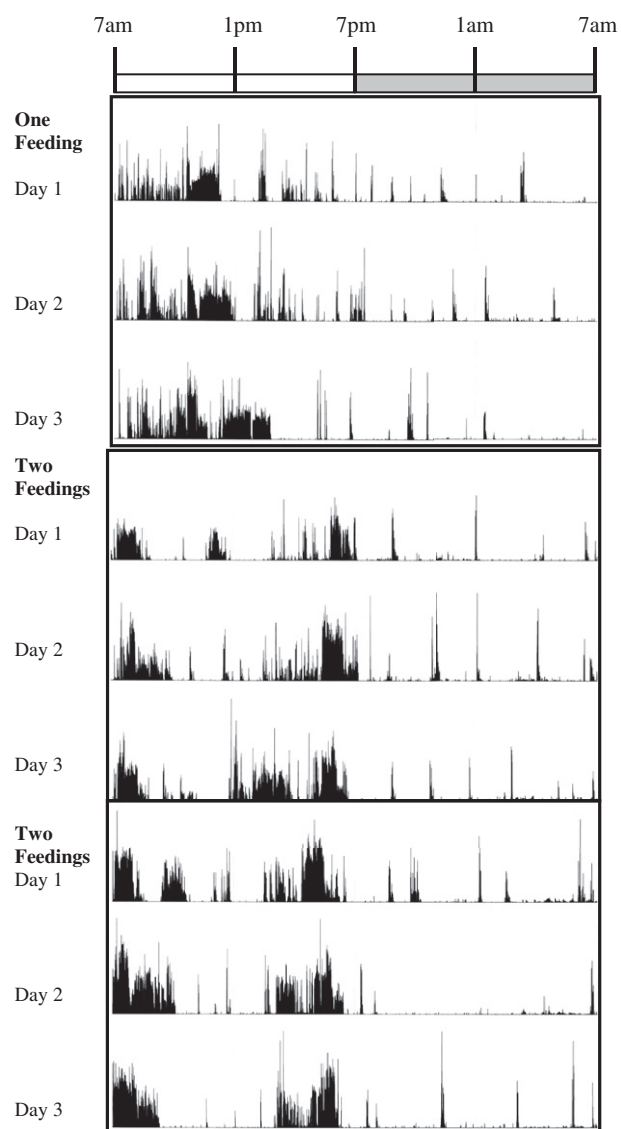 7am 1pm 7pm 1am 7am
One
Feeding
Day 1
Day 2
Day 3
Two
Feedings
Day 1
Day 2
Day 3
Two
Feedings
Day 1
Day 2
Day 3